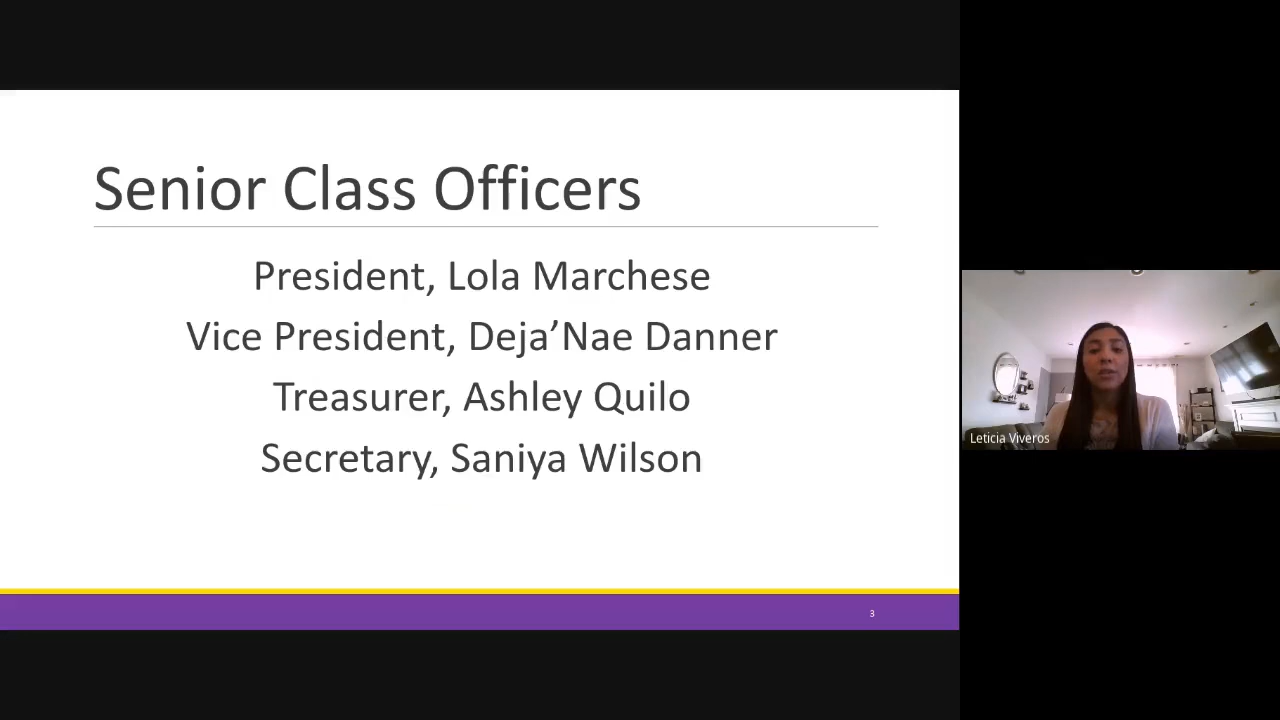 Senior Class Officers
President, Lola Marchese
Vice President, Deja’Nae Danner
Treasurer, Ashley Quilo
Secretary, Saniya Wilson
3
Leticia Viveros